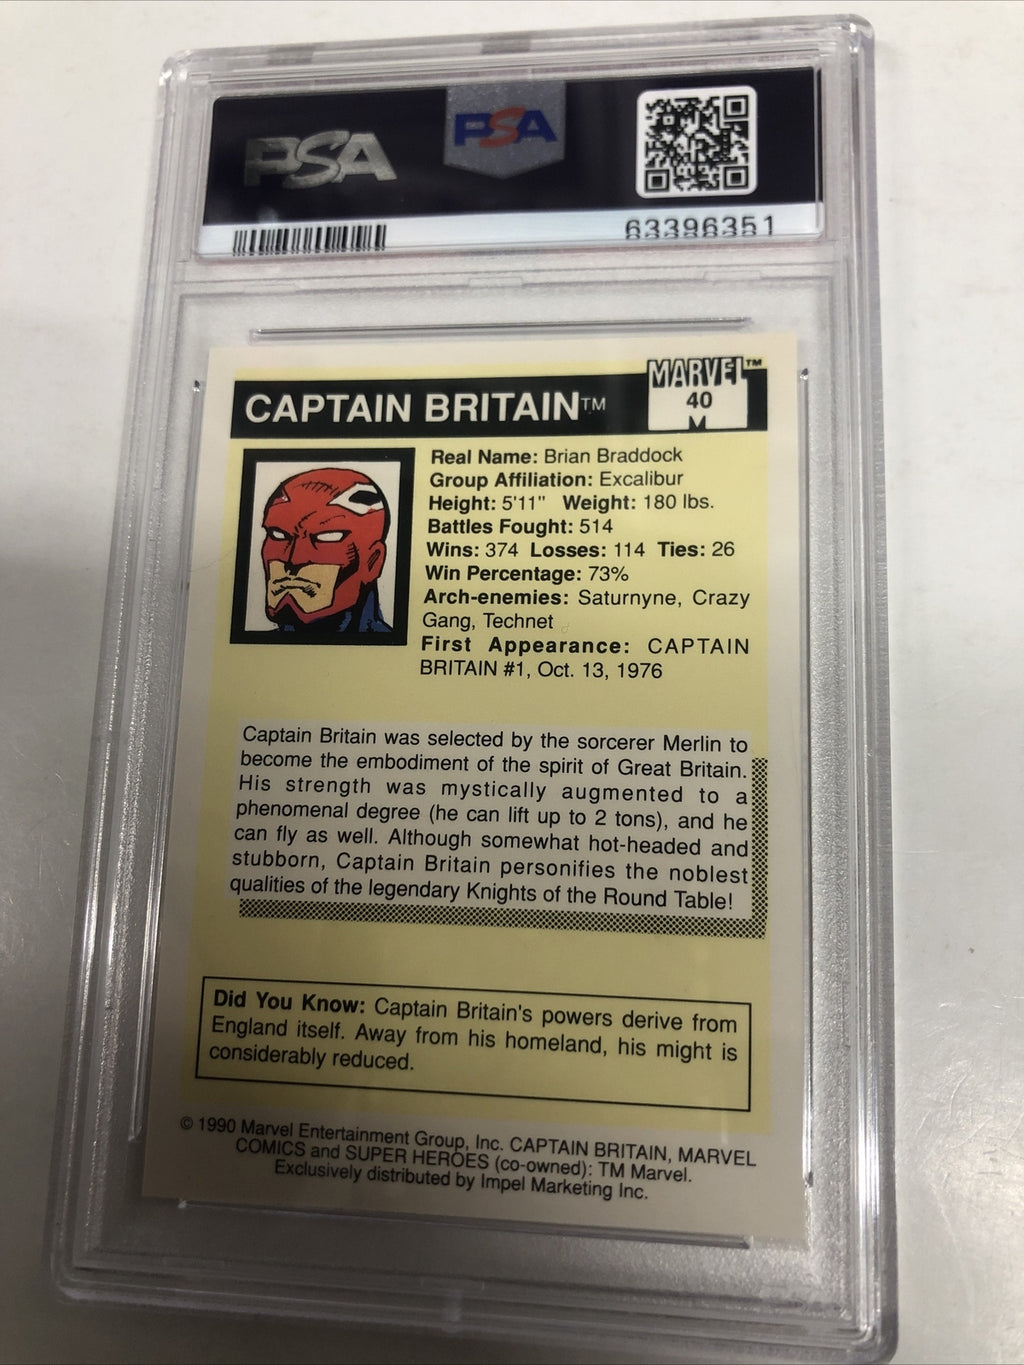 PSA
PSA
63396351
MARVEL™
40
CAPTAIN BRITAIN™
Real Name: Brian Braddock
Group Affiliation: Excalibur
Height: 5'11" Weight: 180 lbs.
Battles Fought: 514
Wins: 374 Losses: 114 Ties: 26
Win Percentage: 73%
Arch-enemies: Saturnyne, Crazy
Gang, Technet
First Appearance: CAPTAIN
BRITAIN #1, Oct. 13, 1976
Captain Britain was selected by the sorcerer Merlin to
become the embodiment of the spirit of Great Britain.
His strength was mystically augmented to a
phenomenal degree (he can lift up to 2 tons), and he
can fly as well. Although somewhat hot-headed and
stubborn, Captain Britain personifies the noblest
qualities of the legendary Knights of the Round Table!
Did You Know: Captain Britain's powers derive from
England itself. Away from his homeland, his might is
considerably reduced.
© 1990 Marvel Entertainment Group, Inc. CAPTAIN BRITAIN, MARVEL
COMICS and SUPER HEROES (co-owned): TM Marvel.
Exclusively distributed by Impel Marketing Inc.